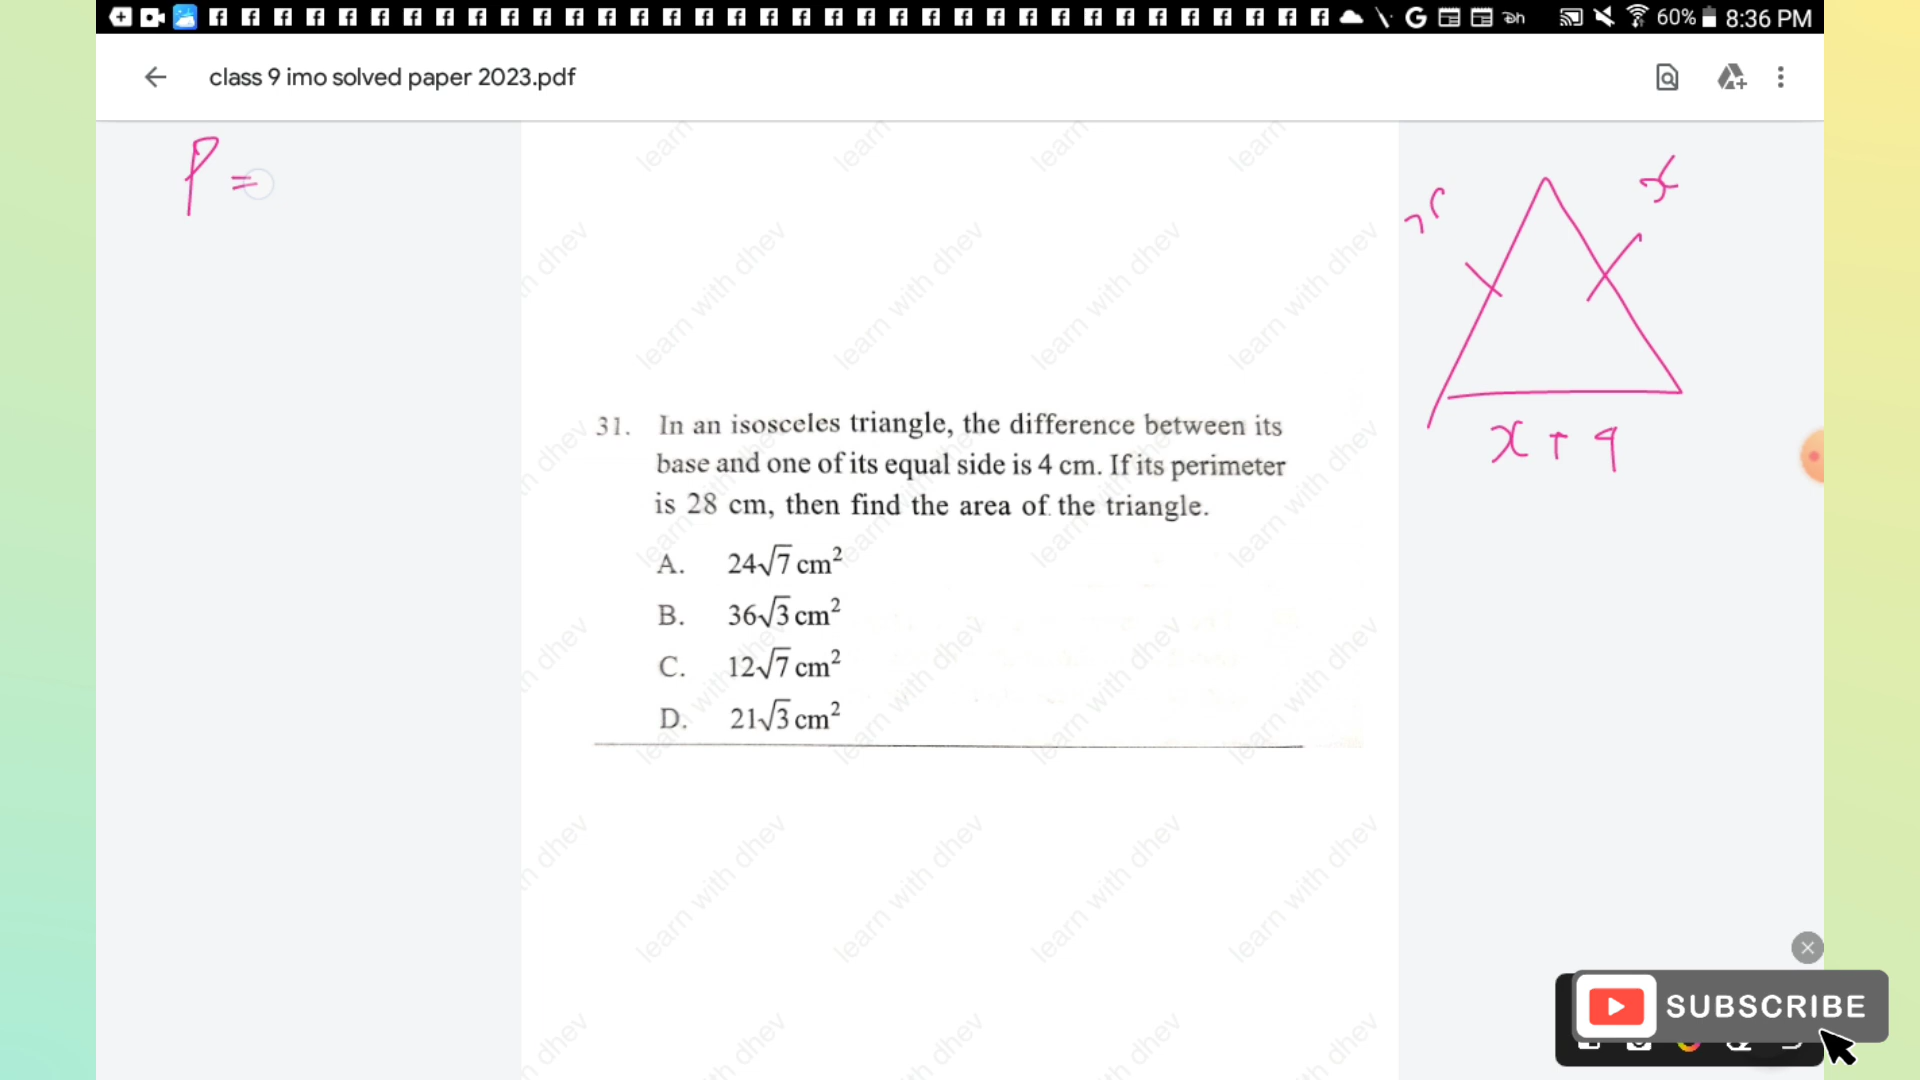 60% 8:36 PM
class 9 imo solved paper 2023.pdf
P =
x
x
x + 4
31. In an isosceles triangle, the difference between its
base and one of its equal side is 4 cm. If its perimeter
is 28 cm, then find the area of the triangle.
A. 24√7 cm²
B. 36√3 cm²
C. 12√7 cm²
D. 21√3 cm²
learn with dhev
SUBSCRIBE